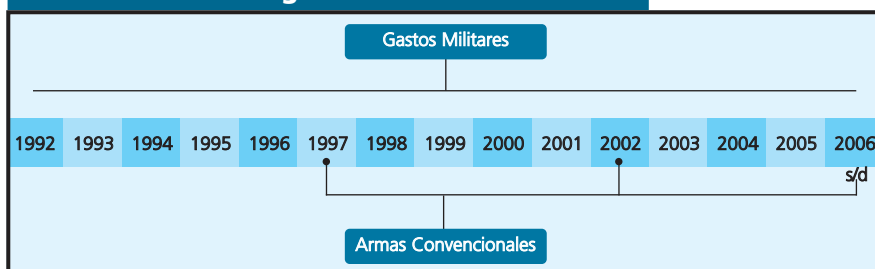 Gastos Militares
1992 1993 1994 1995 1996 1997 1998 1999 2000 2001 2002 2003 2004 2005 2006
s/d
Armas Convencionales